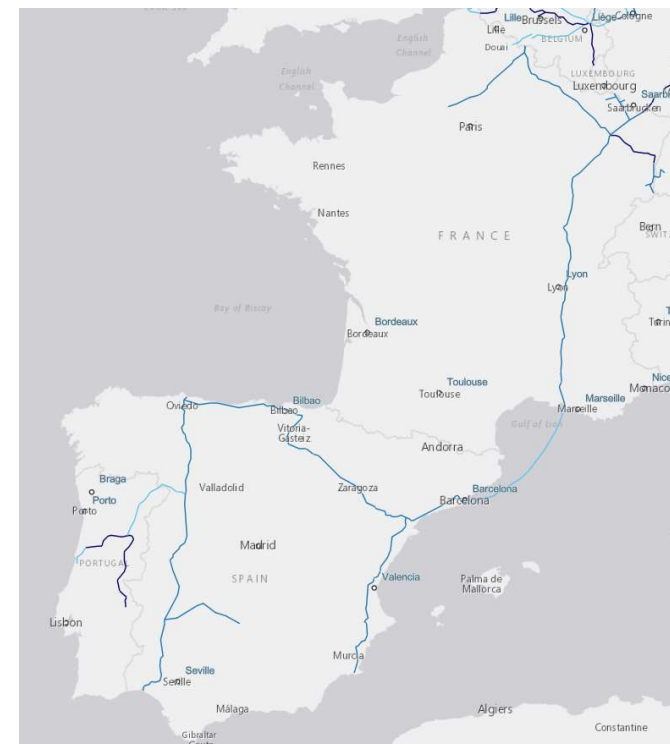 Lille
Brussels
Liège
Cologne
Lille
BELGIUM
English
Channel
Douai
English
Channel
LUXEMBOURG
Luxembourg
Saarbrucken
Paris
Rennes
Nantes
FRANCE
Bern
Lyon
Lyon
Bay of Biscay
Bordeaux
Bordeaux
Toulouse
Toulouse
Nice
Monaco
Marseille
Marseille
Gulf of Lion
Oviedo
Bilbao
Bilbao
Vitoria-
Gasteiz
Andorra
Braga
Valladolid
Zaragoza
Barcelona
Barcelona
Porto
Porto
Madrid
PORTUGAL
SPAIN
Valencia
Palma de
Mallorca
Lisbon
Murcia
Seville
Seville
Málaga
Algiers
Gibraltar
Constantine